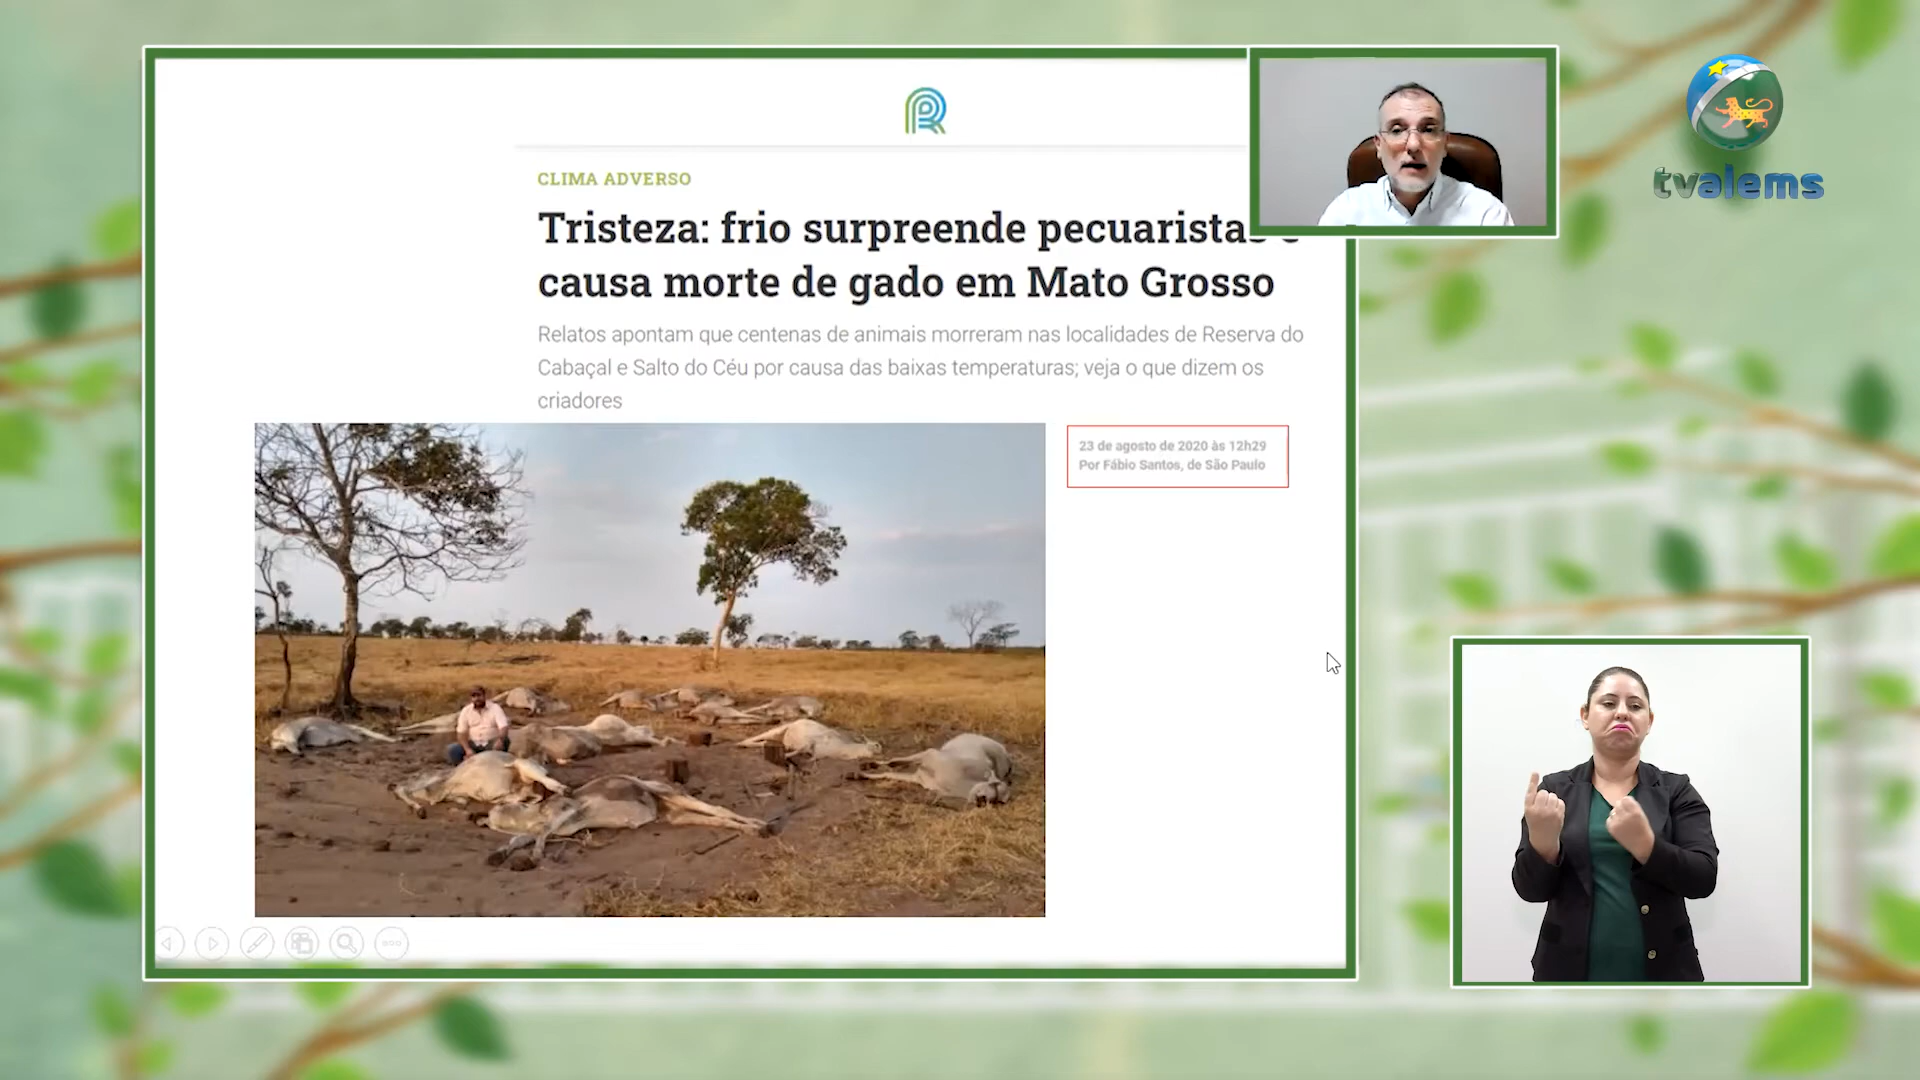 CLIMA ADVERSO
Tristeza: frio surpreende pecuaristas e
causa morte de gado em Mato Grosso
Relatos apontam que centenas de animais morreram nas localidades de Reserva do
Cabaçal e Salto do Céu por causa das baixas temperaturas; veja o que dizem os
criadores
23 de agosto de 2020 às 12h29
Por Fábio Santos, de São Paulo
tvalems